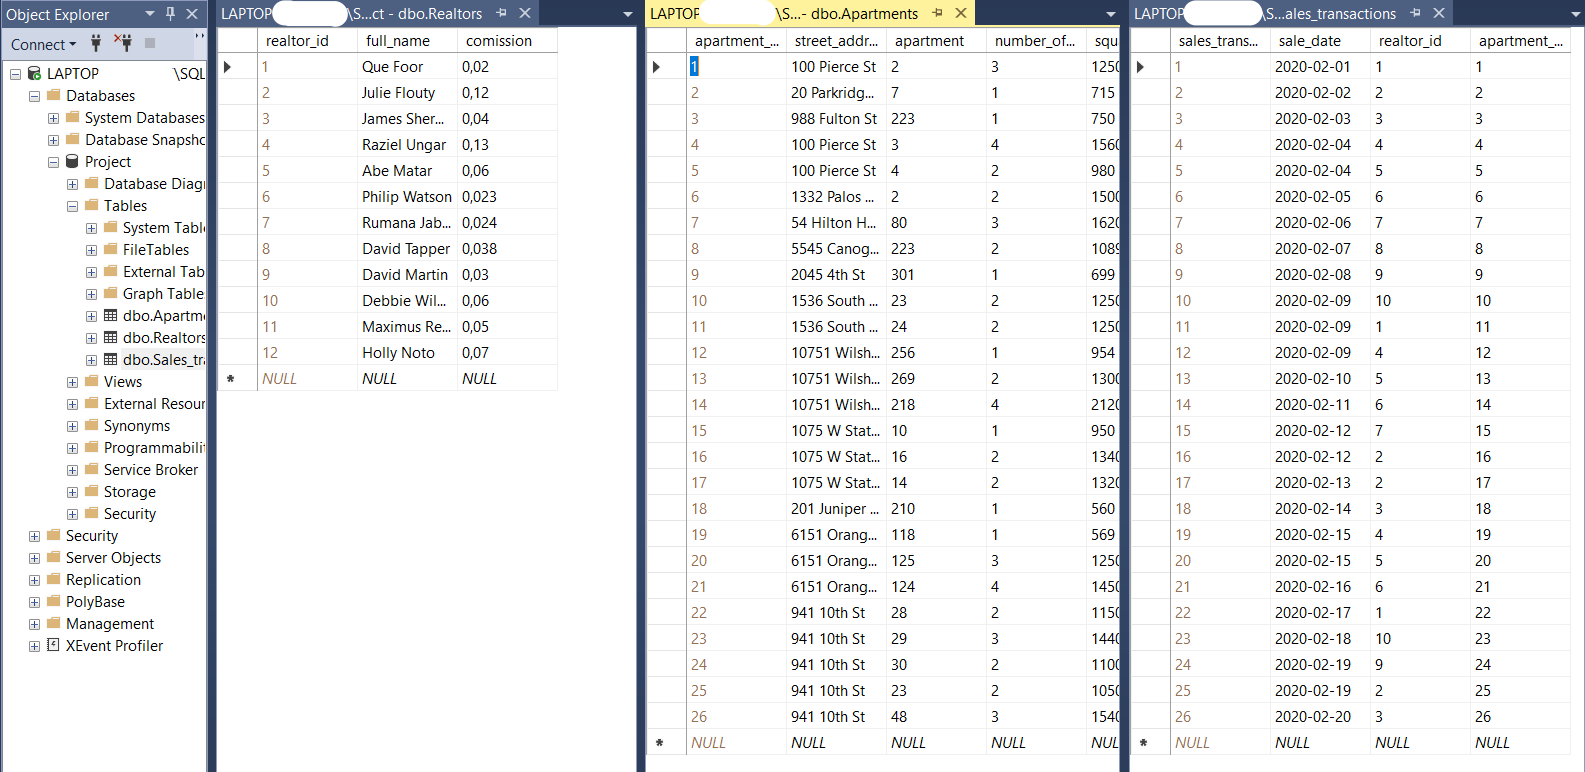 Object Explorer
Connect
LAPTOP \SQL
Databases
System Databases
Database Snapsho
Project
Database Diag
Tables
System Tabl
FileTables
External Tab
Graph Table
dbo.Apartm
dbo.Realtors
dbo.Sales_tra
Views
External Resour
Synonyms
Programmabilit
Service Broker
Storage
Security
Security
Server Objects
Replication
PolyBase
Management
XEvent Profiler
LAPTOP \S...ct - dbo.Realtors
realtor_id full_name comission
1 Que Foor 0,02
2 Julie Flouty 0,12
3 James Sher... 0,04
4 Raziel Ungar 0,13
5 Abe Matar 0,06
6 Philip Watson 0,023
7 Rumana Jab... 0,024
8 David Tapper 0,038
9 David Martin 0,03
10 Debbie Wil... 0,06
11 Maximus Re... 0,05
12 Holly Noto 0,07
* NULL NULL NULL
LAPTOP \S...- dbo.Apartments
apartment_... street_addr... apartment number_of... squ
1 100 Pierce St 2 3 1250
2 20 Parkridg... 7 1 715
3 988 Fulton St 223 1 750
4 100 Pierce St 3 4 1560
5 100 Pierce St 4 2 980
6 1332 Palos ... 2 2 1500
7 54 Hilton H... 80 3 1620
8 5545 Canog... 223 2 1089
9 2045 4th St 301 1 699
10 1536 South ... 23 2 1250
11 1536 South ... 24 2 1250
12 10751 Wilsh... 256 1 954
13 10751 Wilsh... 269 2 1300
14 10751 Wilsh... 218 4 2120
15 1075 W Stat... 10 1 950
16 1075 W Stat... 16 2 1340
17 1075 W Stat... 14 2 1320
18 201 Juniper ... 210 1 560
19 6151 Orang... 118 1 569
20 6151 Orang... 125 3 1250
21 6151 Orang... 124 4 1450
22 941 10th St 28 2 1150
23 941 10th St 29 3 1440
24 941 10th St 30 2 1100
25 941 10th St 23 2 1050
26 941 10th St 48 3 1540
* NULL NULL NULL NULL NUL
LAPTOP \S...ales_transactions
sales_trans... sale_date realtor_id apartment_...
1 2020-02-01 1 1
2 2020-02-02 2 2
3 2020-02-03 3 3
4 2020-02-04 4 4
5 2020-02-04 5 5
6 2020-02-05 6 6
7 2020-02-06 7 7
8 2020-02-07 8 8
9 2020-02-08 9 9
10 2020-02-09 10 10
11 2020-02-09 1 11
12 2020-02-09 4 12
13 2020-02-10 5 13
14 2020-02-11 6 14
15 2020-02-12 7 15
16 2020-02-12 2 16
17 2020-02-13 2 17
18 2020-02-14 3 18
19 2020-02-15 4 19
20 2020-02-15 5 20
21 2020-02-16 6 21
22 2020-02-17 1 22
23 2020-02-18 10 23
24 2020-02-19 9 24
25 2020-02-19 2 25
26 2020-02-20 3 26
* NULL NULL NULL NULL